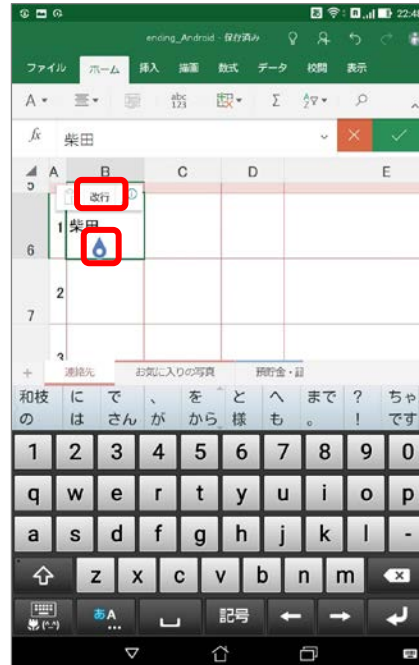 22:48
ending_Android - 保存済み
ファイル ホーム 挿入 描画 数式 データ 校閲 表示
A abc 123 Σ
fx 柴田
A B C D E
5
改行
1 柴田
6
2
7
3
+ 連絡先 お気に入りの写真 預貯金・
和枝 に で 、 を と へ まで ? ちゃ
の は さん が から 様 も 。 ! です
1 2 3 4 5 6 7 8 9 0
q w e r t y u i o p
a s d f g h j k l -
z x c v b n m
(^-^) あA ... 記号